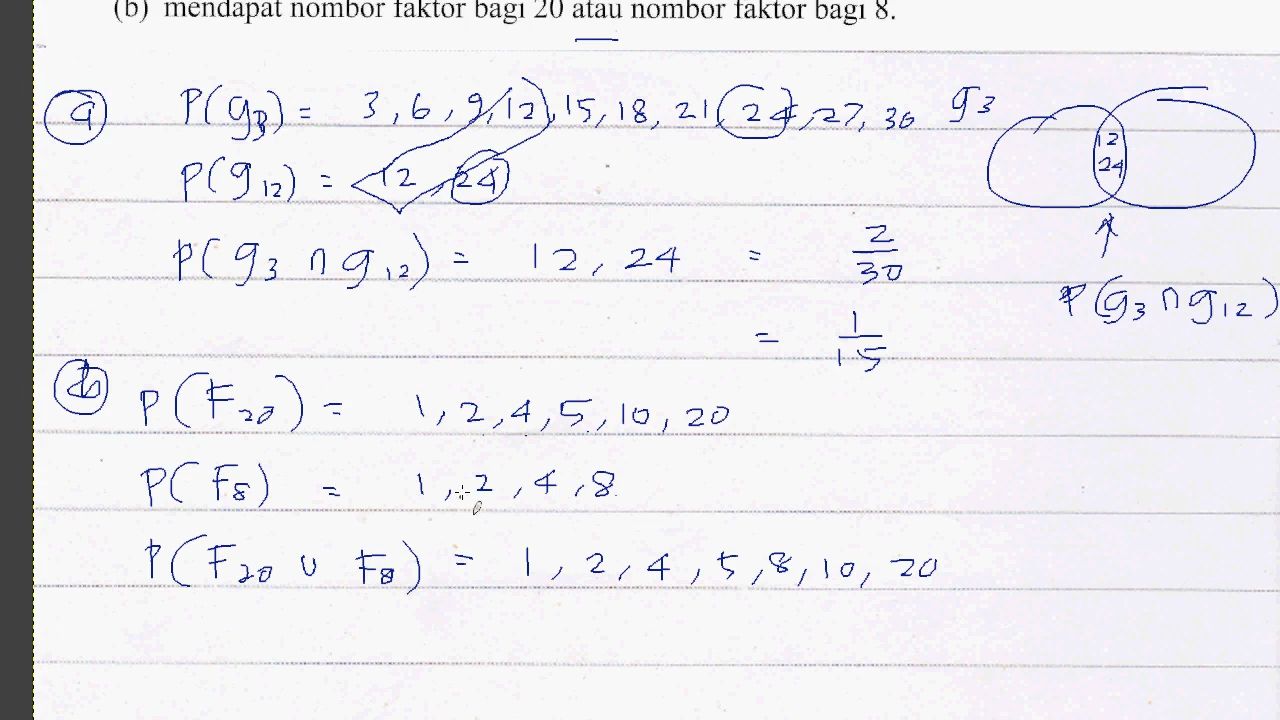 (b) mendapat nombor faktor bagi 20 atau nombor faktor bagi 8.
a P(g3) = 3, 6, 9, 12, 15, 18, 21, 24, 27, 30 g3
P(g12) = 12, 24
12
24
P(g3 ∩ g12) = 12, 24 = 2/30
P(g3 ∩ g12)
= 1/15
b P(F20) = 1, 2, 4, 5, 10, 20
P(F8) = 1, 2, 4, 8
P(F20 ∪ F8) = 1, 2, 4, 5, 8, 10, 20